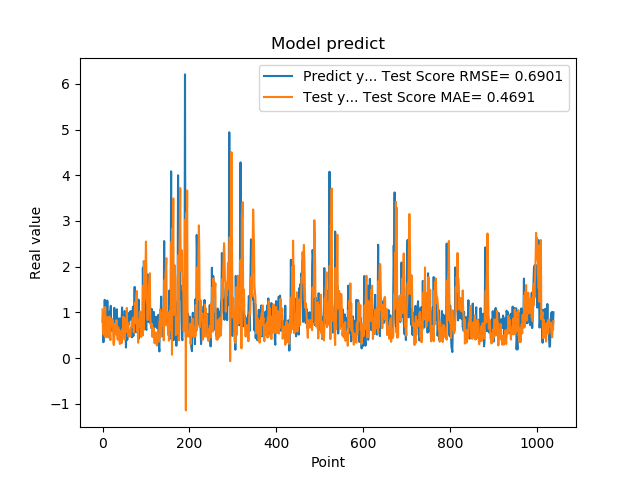 Model predict
Predict y... Test Score RMSE= 0.6901
Test y... Test Score MAE= 0.4691
Real value
6
5
4
3
2
1
0
−1
0 200 400 600 800 1000
Point